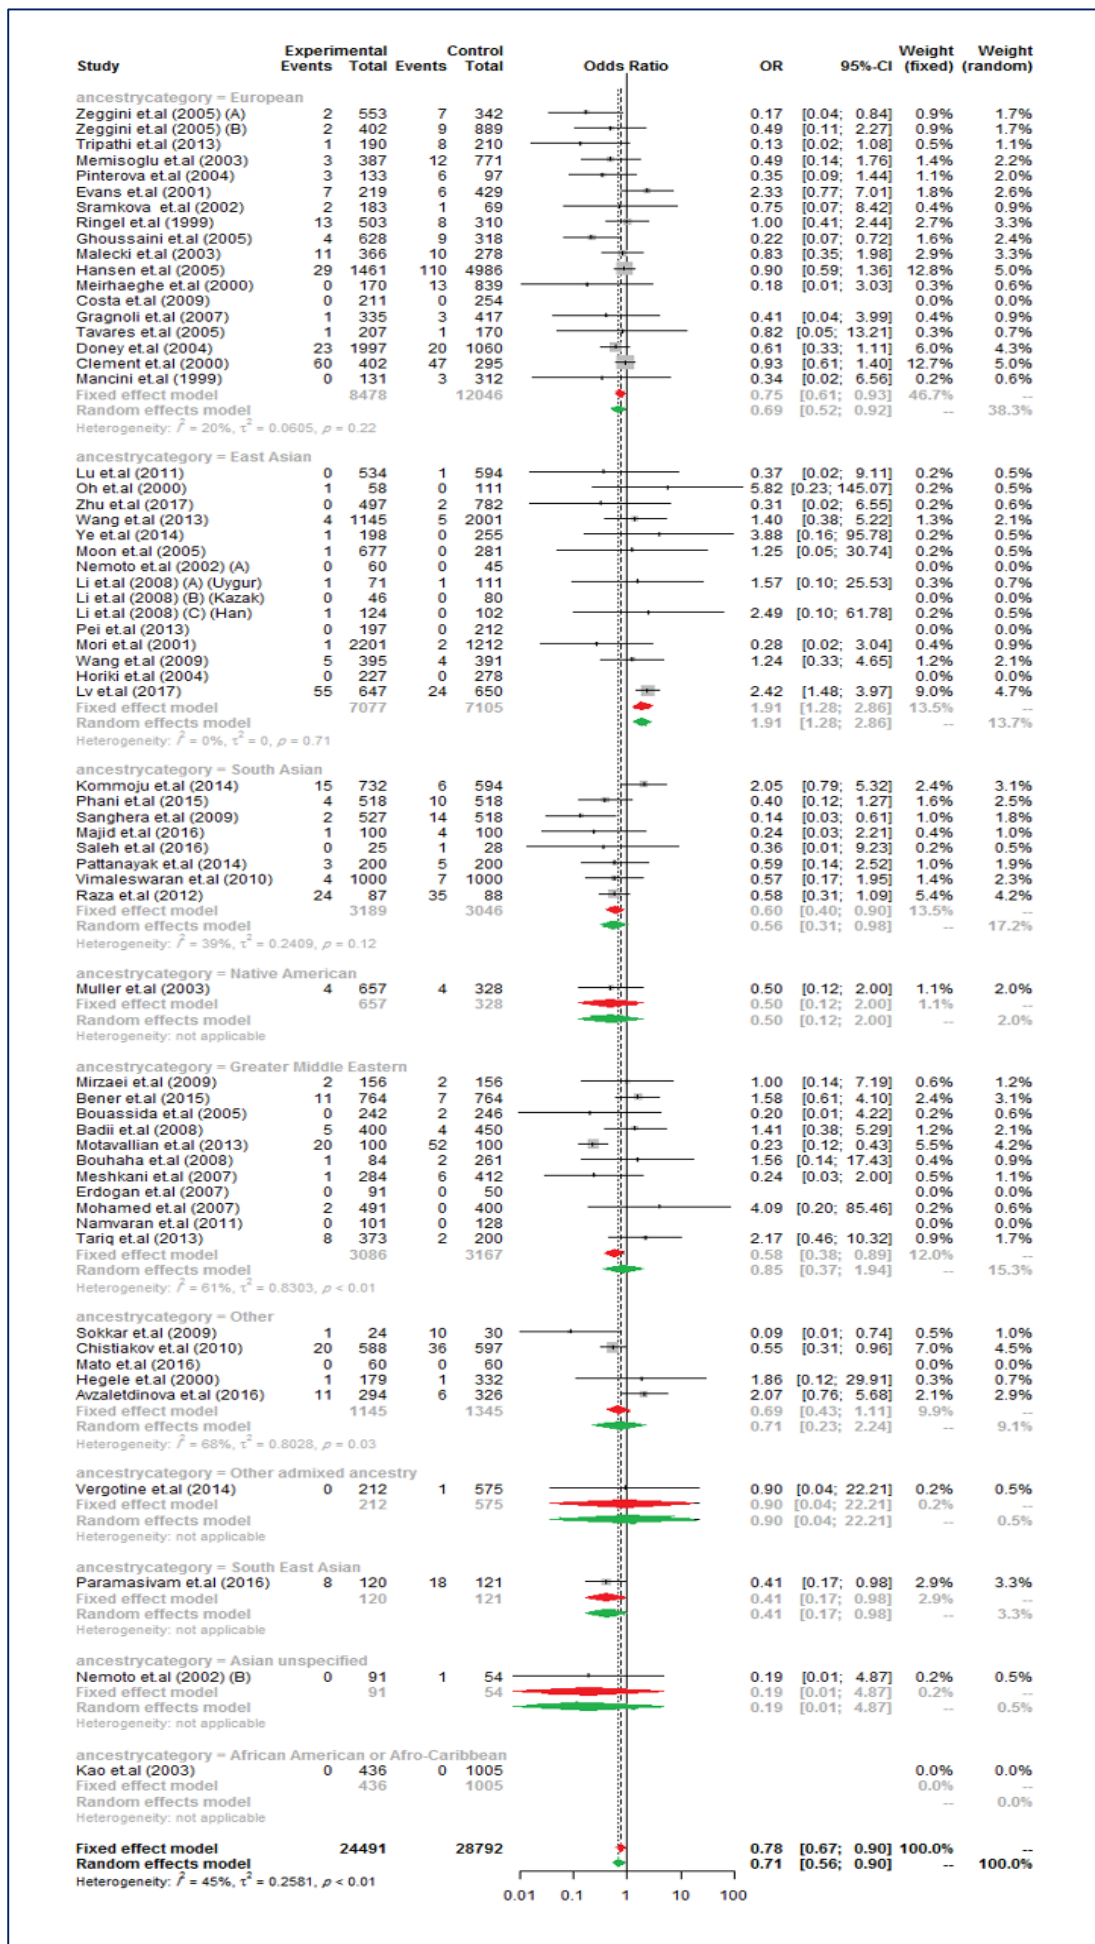 Experimental Control Weight Weight
Study Events Total Events Total Odds Ratio OR 95%-CI (fixed) (random)
ancestrycategory = European
Zeggini et.al (2005) (A) 2 553 7 342 0.17 [0.04; 0.84] 0.9% 1.7%
Zeggini et.al (2005) (B) 2 402 9 889 0.49 [0.11; 2.27] 0.9% 1.7%
Tripathi et.al (2013) 1 190 8 210 0.13 [0.02; 1.08] 0.5% 1.1%
Memisoglu et.al (2003) 3 387 12 771 0.49 [0.14; 1.76] 1.4% 2.2%
Pinterova et.al (2004) 3 133 6 97 0.35 [0.09; 1.44] 1.1% 2.0%
Evans et.al (2001) 7 219 6 429 2.33 [0.77; 7.01] 1.8% 2.6%
Sramkova et.al (2002) 2 183 1 69 0.75 [0.07; 8.42] 0.4% 0.9%
Ringel et.al (1999) 13 503 8 310 1.00 [0.41; 2.44] 2.7% 3.3%
Ghoussaini et.al (2005) 4 628 9 318 0.22 [0.07; 0.72] 1.6% 2.4%
Malecki et.al (2003) 11 366 10 278 0.83 [0.35; 1.98] 2.9% 3.3%
Hansen et.al (2005) 29 1461 110 4986 0.90 [0.59; 1.36] 12.8% 5.0%
Meirhaeghe et.al (2000) 0 170 13 839 0.18 [0.01; 3.03] 0.3% 0.6%
Costa et.al (2009) 0 211 0 254 0.0% 0.0%
Gragnoli et.al (2007) 1 335 3 417 0.41 [0.04; 3.99] 0.4% 0.9%
Tavares et.al (2005) 1 207 1 170 0.82 [0.05; 13.21] 0.3% 0.7%
Doney et.al (2004) 23 1997 20 1060 0.61 [0.33; 1.11] 6.0% 4.3%
Clement et.al (2000) 60 402 47 295 0.93 [0.61; 1.40] 12.7% 5.0%
Mancini et.al (1999) 0 131 3 312 0.34 [0.02; 6.56] 0.2% 0.6%
Fixed effect model 8478 12046 0.75 [0.61; 0.93] 46.7% --
Random effects model 0.69 [0.52; 0.92] -- 38.3%
Heterogeneity: I² = 20%, τ² = 0.0605, p = 0.22
ancestrycategory = East Asian
Lu et.al (2011) 0 534 1 594 0.37 [0.02; 9.11] 0.2% 0.5%
Oh et.al (2000) 1 58 0 111 5.82 [0.23; 145.07] 0.2% 0.5%
Zhu et.al (2017) 0 497 2 782 0.31 [0.02; 6.55] 0.2% 0.6%
Wang et.al (2013) 4 1145 5 2001 1.40 [0.38; 5.22] 1.3% 2.1%
Ye et.al (2014) 1 198 0 255 3.88 [0.16; 95.78] 0.2% 0.5%
Moon et.al (2005) 1 677 0 281 1.25 [0.05; 30.74] 0.2% 0.5%
Nemoto et.al (2002) (A) 0 60 0 45 0.0% 0.0%
Li et.al (2008) (A) (Uygur) 1 71 1 111 1.57 [0.10; 25.53] 0.3% 0.7%
Li et.al (2008) (B) (Kazak) 0 46 0 80 0.0% 0.0%
Li et.al (2008) (C) (Han) 1 124 0 102 2.49 [0.10; 61.78] 0.2% 0.5%
Pei et.al (2013) 0 197 0 212 0.0% 0.0%
Mori et.al (2001) 1 2201 2 1212 0.28 [0.02; 3.04] 0.4% 0.9%
Wang et.al (2009) 5 395 4 391 1.24 [0.33; 4.65] 1.2% 2.1%
Horiki et.al (2004) 0 227 0 278 0.0% 0.0%
Lv et.al (2017) 55 647 24 650 2.42 [1.48; 3.97] 9.0% 4.7%
Fixed effect model 7077 7105 1.91 [1.28; 2.86] 13.5% --
Random effects model 1.91 [1.28; 2.86] -- 13.7%
Heterogeneity: I² = 0%, τ² = 0, p = 0.71
ancestrycategory = South Asian
Kommoju et.al (2014) 15 732 6 594 2.05 [0.79; 5.32] 2.4% 3.1%
Phani et.al (2015) 4 518 10 518 0.40 [0.12; 1.27] 1.6% 2.5%
Sanghera et.al (2009) 2 527 14 518 0.14 [0.03; 0.61] 1.0% 1.8%
Majid et.al (2016) 1 100 4 100 0.24 [0.03; 2.21] 0.4% 1.0%
Saleh et.al (2016) 0 25 1 28 0.36 [0.01; 9.23] 0.2% 0.5%
Pattanayak et.al (2014) 3 200 5 200 0.59 [0.14; 2.52] 1.0% 1.9%
Vimaleswaran et.al (2010) 4 1000 7 1000 0.57 [0.17; 1.95] 1.4% 2.3%
Raza et.al (2012) 24 87 35 88 0.58 [0.31; 1.09] 5.4% 4.2%
Fixed effect model 3189 3046 0.60 [0.40; 0.90] 13.5% --
Random effects model 0.56 [0.31; 0.98] -- 17.2%
Heterogeneity: I² = 39%, τ² = 0.2409, p = 0.12
ancestrycategory = Native American
Muller et.al (2003) 4 657 4 328 0.50 [0.12; 2.00] 1.1% 2.0%
Fixed effect model 657 328 0.50 [0.12; 2.00] 1.1% --
Random effects model 0.50 [0.12; 2.00] -- 2.0%
Heterogeneity: not applicable
ancestrycategory = Greater Middle Eastern
Mirzaei et.al (2009) 2 156 2 156 1.00 [0.14; 7.19] 0.6% 1.2%
Bener et.al (2015) 11 764 7 764 1.58 [0.61; 4.10] 2.4% 3.1%
Bouassida et.al (2005) 0 242 2 246 0.20 [0.01; 4.22] 0.2% 0.6%
Badii et.al (2008) 5 400 4 450 1.41 [0.38; 5.29] 1.2% 2.1%
Motavallian et.al (2013) 20 100 52 100 0.23 [0.12; 0.43] 5.5% 4.2%
Bouhaha et.al (2008) 1 84 2 261 1.56 [0.14; 17.43] 0.4% 0.9%
Meshkani et.al (2007) 1 284 6 412 0.24 [0.03; 2.00] 0.5% 1.1%
Erdogan et.al (2007) 0 91 0 50 0.0% 0.0%
Mohamed et.al (2007) 2 491 0 400 4.09 [0.20; 85.46] 0.2% 0.6%
Namvaran et.al (2011) 0 101 0 128 0.0% 0.0%
Tariq et.al (2013) 8 373 2 200 2.17 [0.46; 10.32] 0.9% 1.7%
Fixed effect model 3086 3167 0.58 [0.38; 0.89] 12.0% --
Random effects model 0.85 [0.37; 1.94] -- 15.3%
Heterogeneity: I² = 61%, τ² = 0.8303, p < 0.01
ancestrycategory = Other
Sokkar et.al (2009) 1 24 10 30 0.09 [0.01; 0.74] 0.5% 1.0%
Chistiakov et.al (2010) 20 588 36 597 0.55 [0.31; 0.96] 7.0% 4.5%
Mato et.al (2016) 0 60 0 60 0.0% 0.0%
Hegele et.al (2000) 1 179 1 332 1.86 [0.12; 29.91] 0.3% 0.7%
Avzaletdinova et.al (2016) 11 294 6 326 2.07 [0.76; 5.68] 2.1% 2.9%
Fixed effect model 1145 1345 0.69 [0.43; 1.11] 9.9% --
Random effects model 0.71 [0.23; 2.24] -- 9.1%
Heterogeneity: I² = 68%, τ² = 0.8028, p = 0.03
ancestrycategory = Other admixed ancestry
Vergotine et.al (2014) 0 212 1 575 0.90 [0.04; 22.21] 0.2% 0.5%
Fixed effect model 212 575 0.90 [0.04; 22.21] 0.2% --
Random effects model 0.90 [0.04; 22.21] -- 0.5%
Heterogeneity: not applicable
ancestrycategory = South East Asian
Paramasivam et.al (2016) 8 120 18 121 0.41 [0.17; 0.98] 2.9% 3.3%
Fixed effect model 120 121 0.41 [0.17; 0.98] 2.9% --
Random effects model 0.41 [0.17; 0.98] -- 3.3%
Heterogeneity: not applicable
ancestrycategory = Asian unspecified
Nemoto et.al (2002) (B) 0 91 1 54 0.19 [0.01; 4.87] 0.2% 0.5%
Fixed effect model 91 54 0.19 [0.01; 4.87] 0.2% --
Random effects model 0.19 [0.01; 4.87] -- 0.5%
Heterogeneity: not applicable
ancestrycategory = African American or Afro-Caribbean
Kao et.al (2003) 0 436 0 1005 0.0% 0.0%
Fixed effect model 436 1005 0.0% --
Random effects model -- 0.0%
Heterogeneity: not applicable
Fixed effect model 24491 28792 0.78 [0.67; 0.90] 100.0% --
Random effects model 0.71 [0.56; 0.90] -- 100.0%
Heterogeneity: I² = 45%, τ² = 0.2581, p < 0.01
0.01 0.1 1 10 100